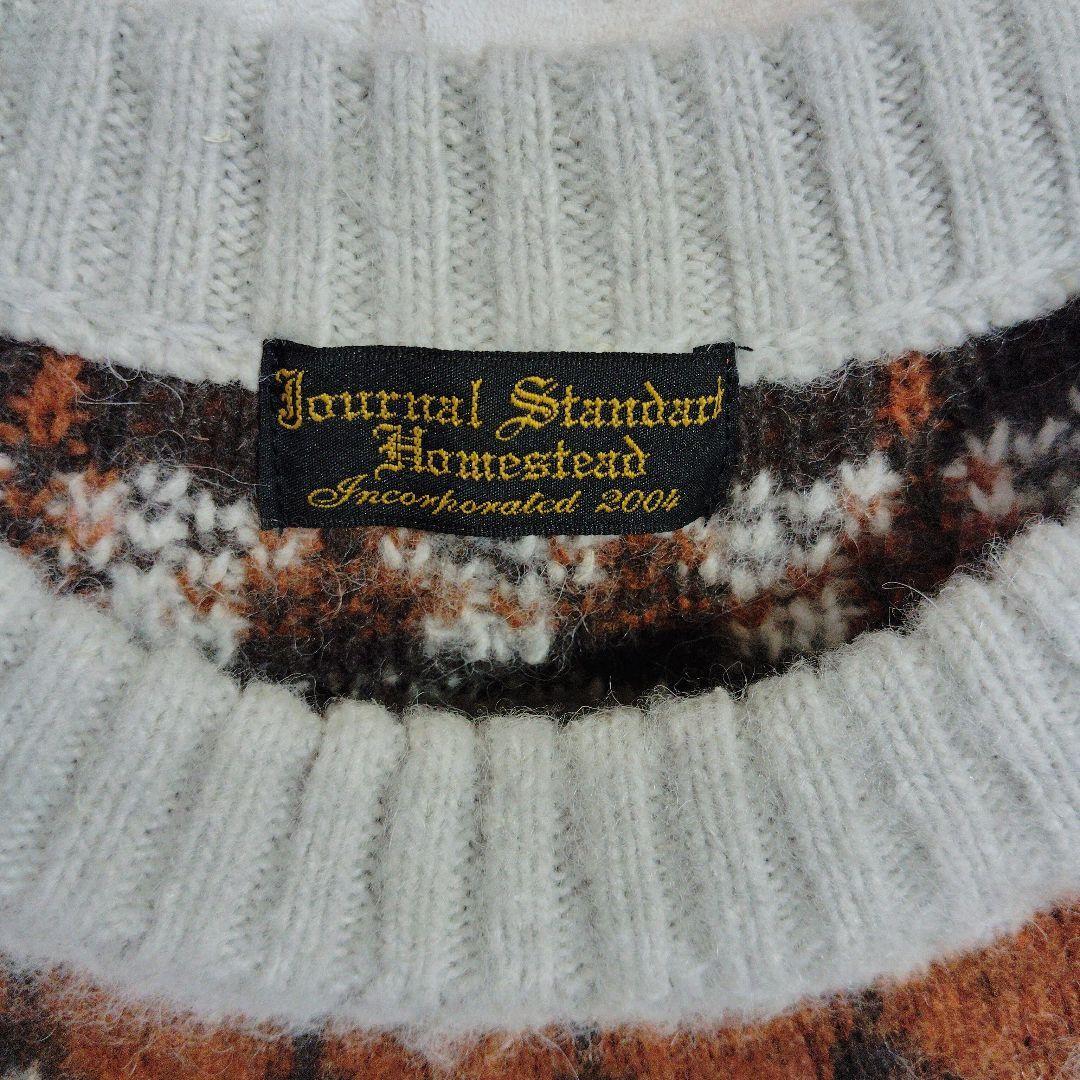 Journal Standard
Homestead
Incorporated 2004